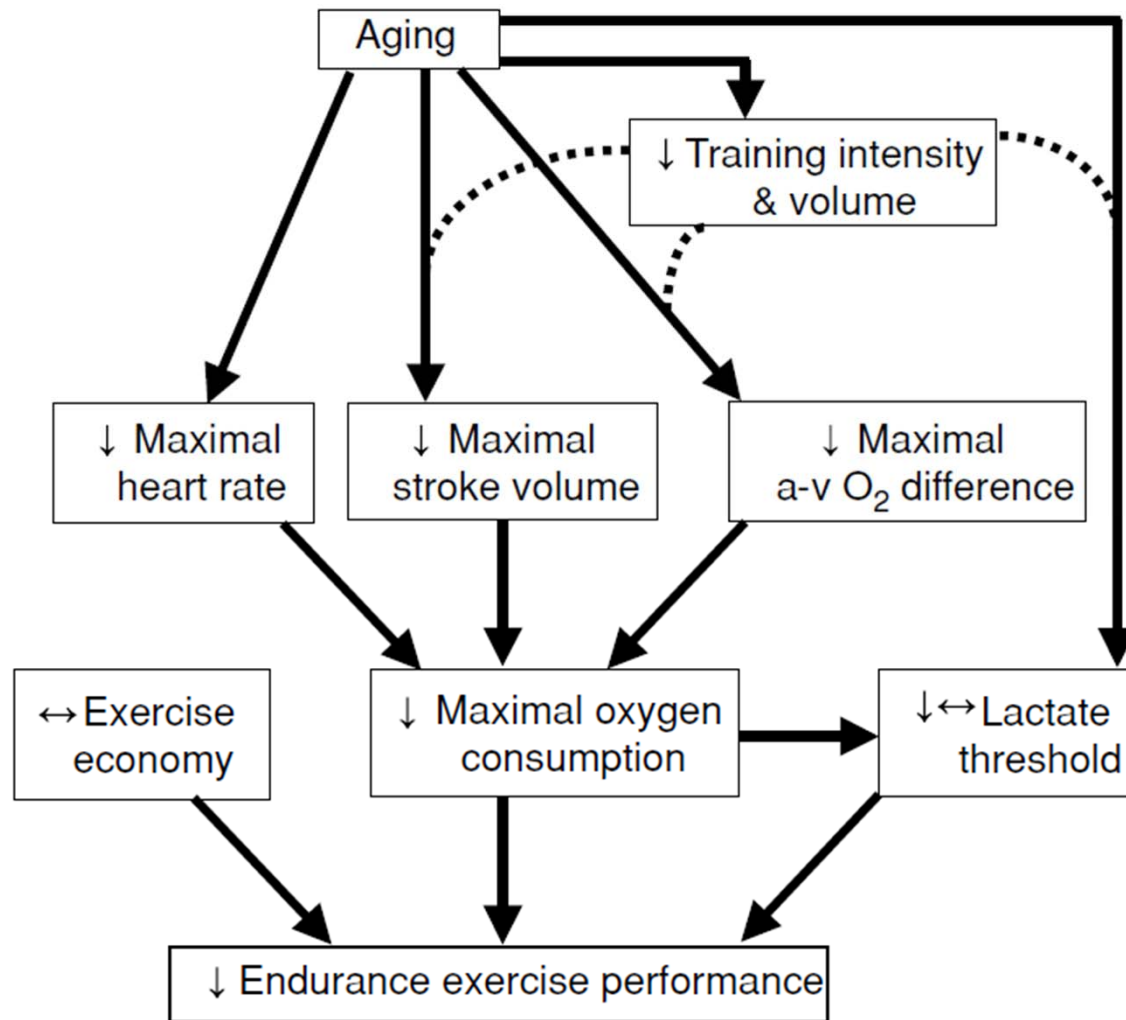 Aging
↓ Training intensity
& volume
↓ Maximal
heart rate
↓ Maximal
stroke volume
↓ Maximal
a-v O₂ difference
↔ Exercise
economy
↓ Maximal oxygen
consumption
↓↔ Lactate
threshold
↓ Endurance exercise performance